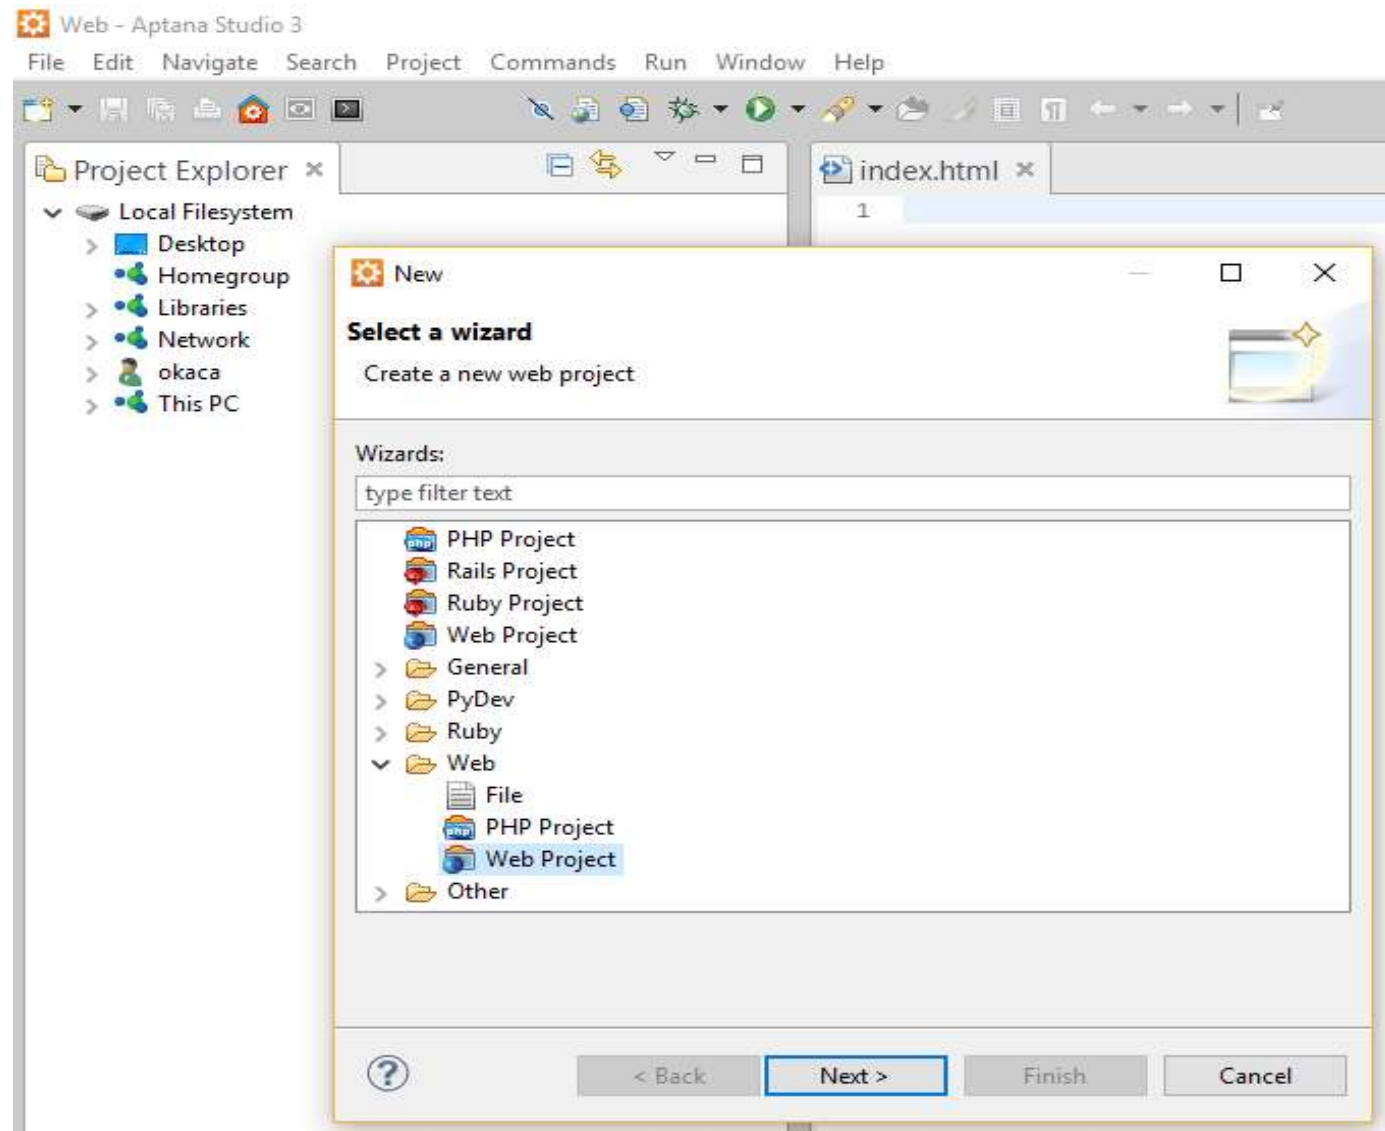 Web - Aptana Studio 3
File Edit Navigate Search Project Commands Run Window Help
Project Explorer
index.html
1
Local Filesystem
Desktop
Homegroup
Libraries
Network
okaca
This PC
New
Select a wizard
Create a new web project
Wizards:
type filter text
PHP Project
Rails Project
Ruby Project
Web Project
General
PyDev
Ruby
Web
File
PHP Project
Web Project
Other
< Back Next > Finish Cancel